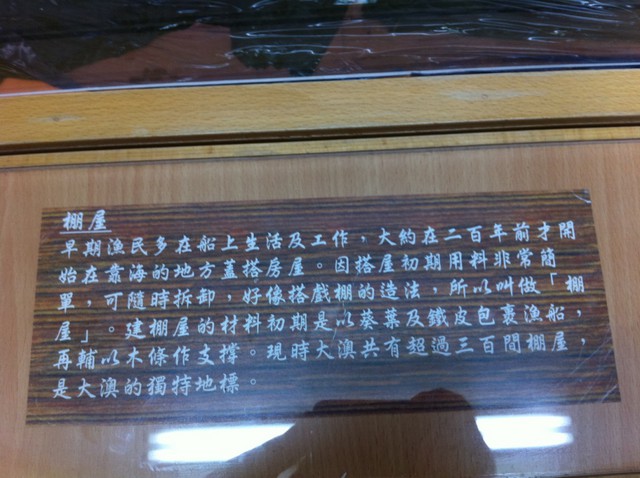 棚屋
早期漁民多在船上生活及工作，大約在二百年前才開
始在靠海的地方蓋搭房屋。因搭屋初期用料非常簡
單，可隨時拆卸，好像搭戲棚的造法，所以叫做「棚
屋」。建棚屋的材料初期是以葵葉及鐵皮包裹漁船，
再輔以木條作支撐。現時大澳共有超過三百間棚屋，
是大澳的獨特地標。